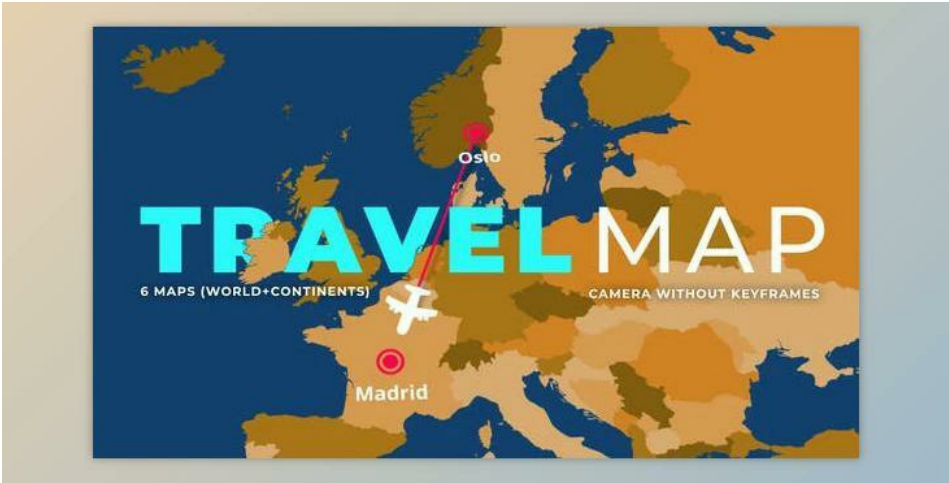 Oslo
TRAVEL MAP
6 MAPS (WORLD+CONTINENTS)
CAMERA WITHOUT KEYFRAMES
Madrid